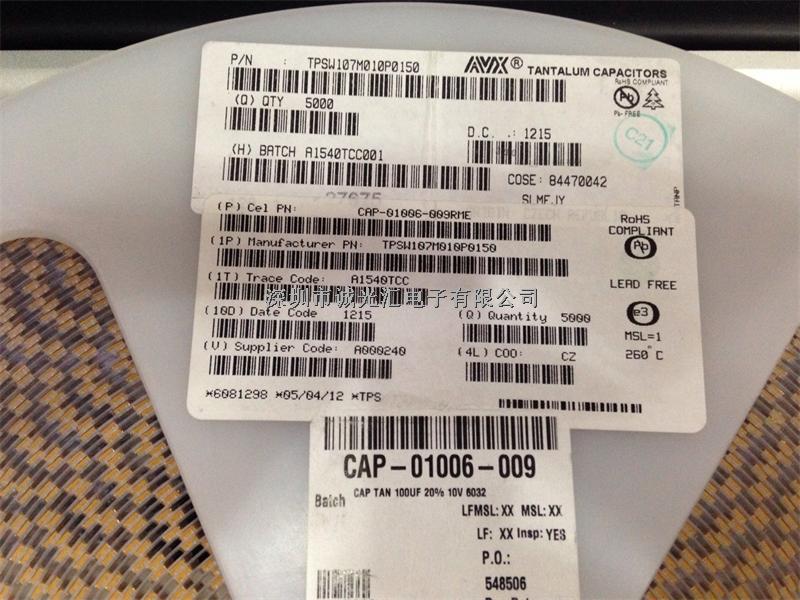 P/N : TPSW107M010P0150
AVX® TANTALUM CAPACITORS
RoHS COMPLIANT
(Q) QTY 5000
Pb
Pb- FREE
D.C. .: 1215
C21
(H) BATCH A1540TCC001
COSE: 84470042
SLMFJY
(P) Cel PN: CAP-01006-009RME
RoHS
COMPLIANT
Pb
(1P) Manufacturer PN: TPSW107M010P0150
(1T) Trace Code: A1540TCC
LEAD FREE
深圳市诚光汇电子有限公司
(10D) Date Code 1215
(Q) Quantity 5000
e3
MSL=1
260°C
(V) Supplier Code: A000240
(4L) COO: CZ
*6081298 *05/04/12 *TPS
CAP-01006-009
CAP TAN 100UF 20% 10V 6032
Batch
LFMSL: XX MSL: XX
LF: XX Insp: YES
P.O.:
548506